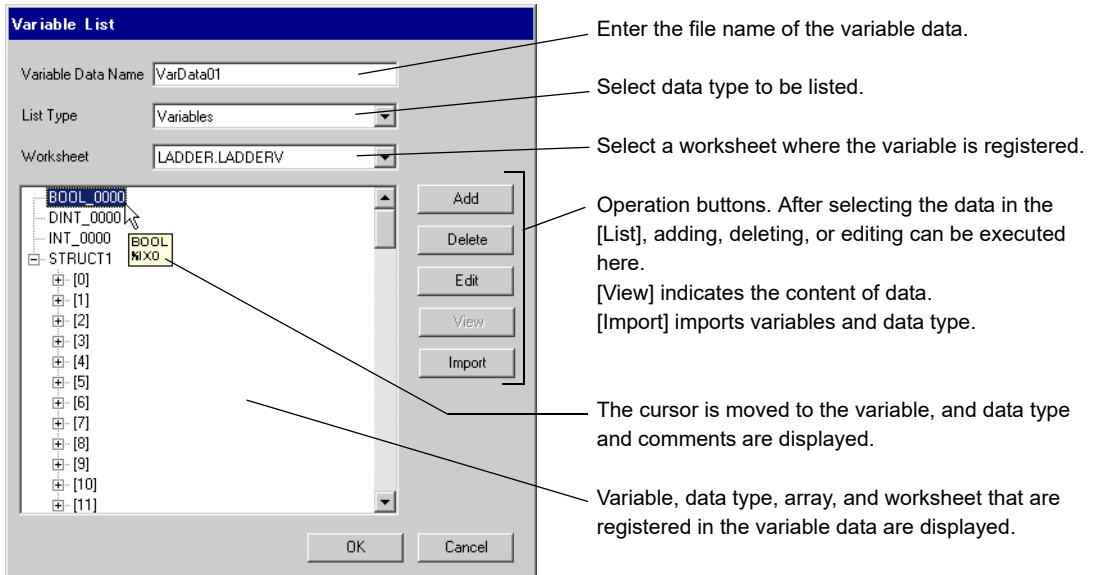 Variable List
Variable Data Name VarData01
List Type Variables
Worksheet LADDER.LADDERV
BOOL_0000
DINT_0000
INT_0000
BOOL
%IX0
STRUCT1
[0]
[1]
[2]
[3]
[4]
[5]
[6]
[7]
[8]
[9]
[10]
[11]
Add
Delete
Edit
View
Import
OK Cancel
Enter the file name of the variable data.
Select data type to be listed.
Select a worksheet where the variable is registered.
Operation buttons. After selecting the data in the
[List], adding, deleting, or editing can be executed
here.
[View] indicates the content of data.
[Import] imports variables and data type.
The cursor is moved to the variable, and data type
and comments are displayed.
Variable, data type, array, and worksheet that are
registered in the variable data are displayed.